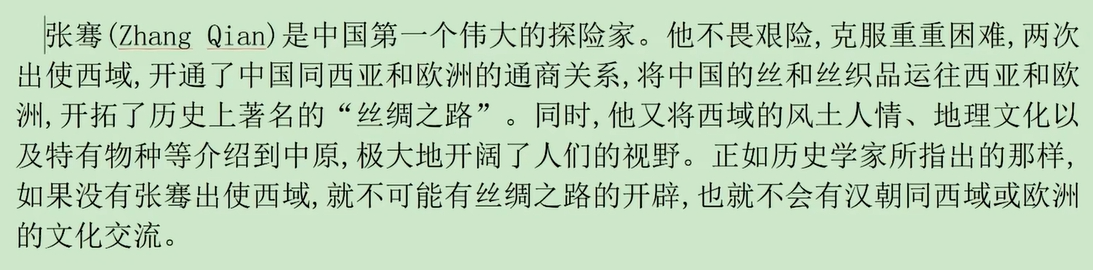 张骞(Zhang Qian)是中国第一个伟大的探险家。他不畏艰险,克服重重困难,两次
出使西域,开通了中国同西亚和欧洲的通商关系,将中国的丝和丝织品运往西亚和欧
洲,开拓了历史上著名的“丝绸之路”。同时,他又将西域的风土人情、地理文化以
及特有物种等介绍到中原,极大地开阔了人们的视野。正如历史学家所指出的那样,
如果没有张骞出使西域,就不可能有丝绸之路的开辟,也就不会有汉朝同西域或欧洲
的文化交流。